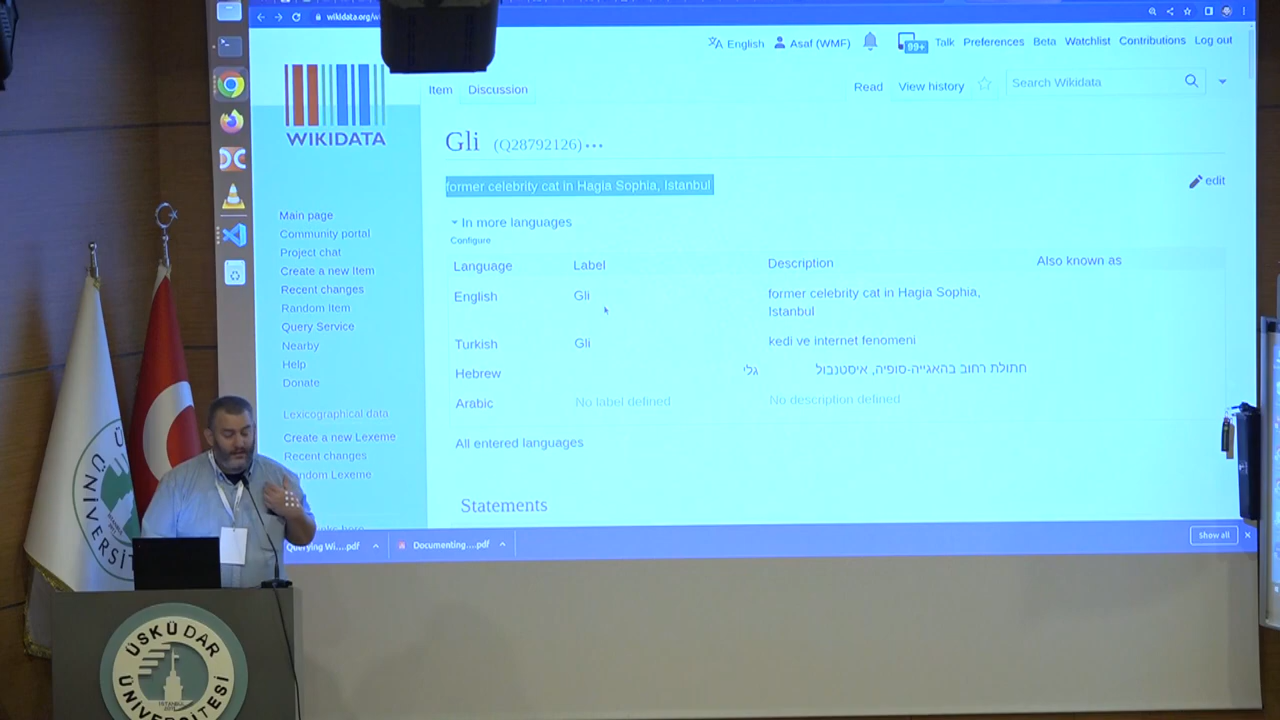 wikidata.org/w
English
Asaf (WMF)
99+
Talk
Preferences
Beta
Watchlist
Contributions
Log out
WIKIDATA
Item
Discussion
Read
View history
Search Wikidata
Gli (Q28792126)
former celebrity cat in Hagia Sophia, Istanbul
edit
In more languages
Configure
Language Label Description Also known as
English Gli former celebrity cat in Hagia Sophia,
Istanbul
Turkish Gli kedi ve internet fenomeni
Hebrew גלי חתולת רחוב בהאגייה-סופיה, איסטנבול
Arabic No label defined No description defined
All entered languages
Statements
Main page
Community portal
Project chat
Create a new Item
Recent changes
Random Item
Query Service
Nearby
Help
Donate
Lexicographical data
Create a new Lexeme
Recent changes
ndom Lexeme
here
Querying Wi....pdf
Documenting....pdf
Show all
ÜNİVERSİT
ÜSKÜDAR
ÜNİVERSİTESİ
İSTANBUL